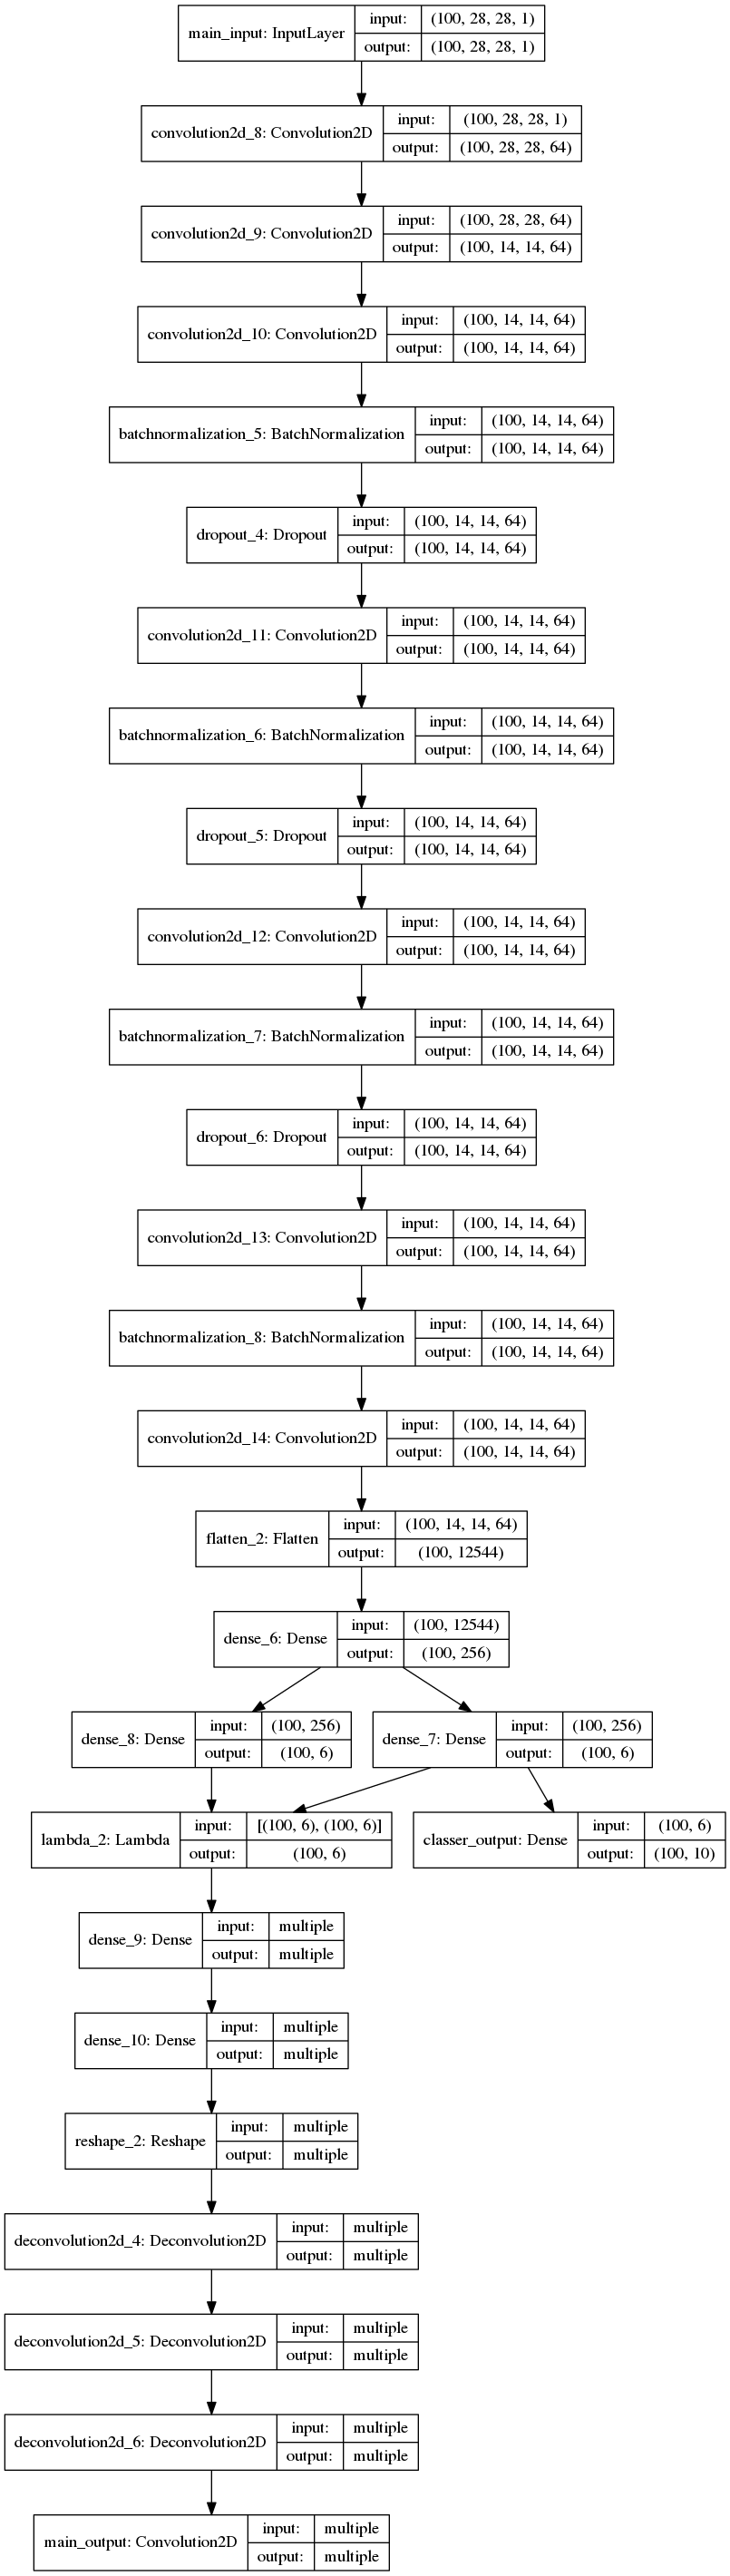 main_input: InputLayer
input: (100, 28, 28, 1)
output: (100, 28, 28, 1)
convolution2d_8: Convolution2D
input: (100, 28, 28, 1)
output: (100, 28, 28, 64)
convolution2d_9: Convolution2D
input: (100, 28, 28, 64)
output: (100, 14, 14, 64)
convolution2d_10: Convolution2D
input: (100, 14, 14, 64)
output: (100, 14, 14, 64)
batchnormalization_5: BatchNormalization
input: (100, 14, 14, 64)
output: (100, 14, 14, 64)
dropout_4: Dropout
input: (100, 14, 14, 64)
output: (100, 14, 14, 64)
convolution2d_11: Convolution2D
input: (100, 14, 14, 64)
output: (100, 14, 14, 64)
batchnormalization_6: BatchNormalization
input: (100, 14, 14, 64)
output: (100, 14, 14, 64)
dropout_5: Dropout
input: (100, 14, 14, 64)
output: (100, 14, 14, 64)
convolution2d_12: Convolution2D
input: (100, 14, 14, 64)
output: (100, 14, 14, 64)
batchnormalization_7: BatchNormalization
input: (100, 14, 14, 64)
output: (100, 14, 14, 64)
dropout_6: Dropout
input: (100, 14, 14, 64)
output: (100, 14, 14, 64)
convolution2d_13: Convolution2D
input: (100, 14, 14, 64)
output: (100, 14, 14, 64)
batchnormalization_8: BatchNormalization
input: (100, 14, 14, 64)
output: (100, 14, 14, 64)
convolution2d_14: Convolution2D
input: (100, 14, 14, 64)
output: (100, 14, 14, 64)
flatten_2: Flatten
input: (100, 14, 14, 64)
output: (100, 12544)
dense_6: Dense
input: (100, 12544)
output: (100, 256)
dense_8: Dense
input: (100, 256)
output: (100, 6)
dense_7: Dense
input: (100, 256)
output: (100, 6)
lambda_2: Lambda
input: [(100, 6), (100, 6)]
output: (100, 6)
classer_output: Dense
input: (100, 6)
output: (100, 10)
dense_9: Dense
input: multiple
output: multiple
dense_10: Dense
input: multiple
output: multiple
reshape_2: Reshape
input: multiple
output: multiple
deconvolution2d_4: Deconvolution2D
input: multiple
output: multiple
deconvolution2d_5: Deconvolution2D
input: multiple
output: multiple
deconvolution2d_6: Deconvolution2D
input: multiple
output: multiple
main_output: Convolution2D
input: multiple
output: multiple